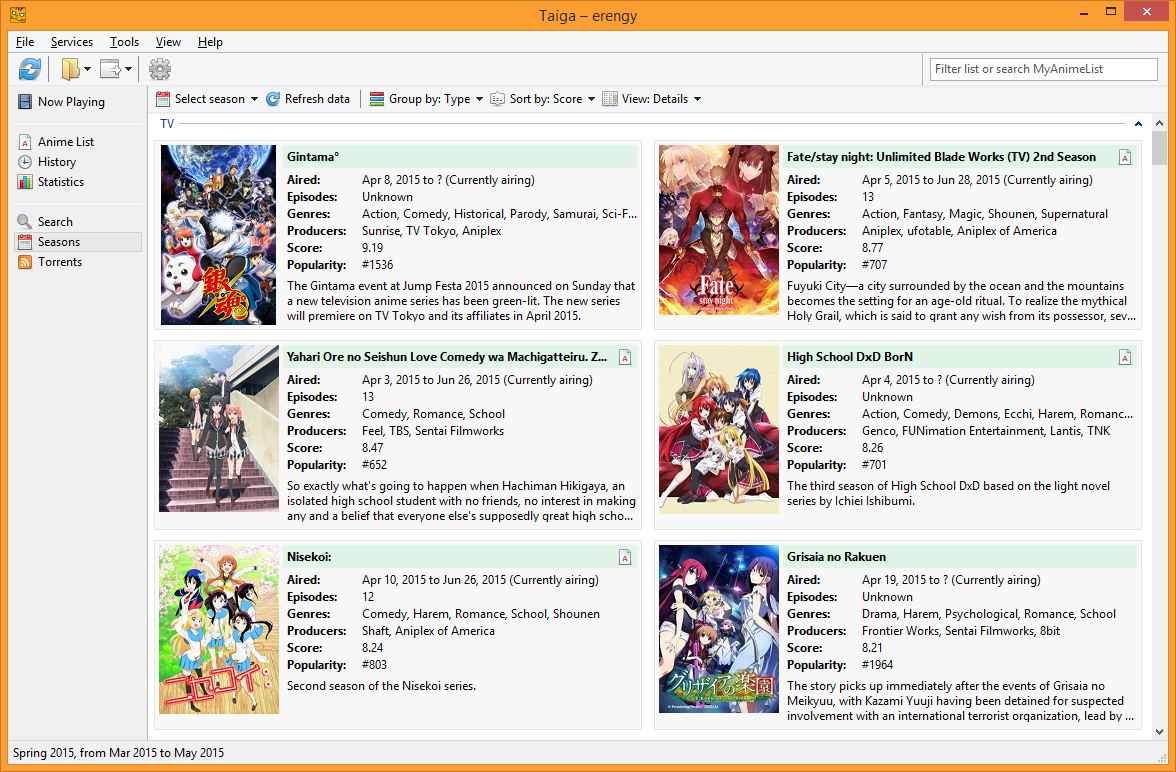 Taiga – erengy
File Services Tools View Help
Filter list or search MyAnimeList
Now Playing
Anime List
History
Statistics
Search
Seasons
Torrents
Select season Refresh data Group by: Type Sort by: Score View: Details
TV
Gintama°
Aired: Apr 8, 2015 to ? (Currently airing)
Episodes: Unknown
Genres: Action, Comedy, Historical, Parody, Samurai, Sci-F...
Producers: Sunrise, TV Tokyo, Aniplex
Score: 9.19
Popularity: #1536
The Gintama event at Jump Festa 2015 announced on Sunday that
a new television anime series has been green-lit. The new series
will premiere on TV Tokyo and its affiliates in April 2015.
銀魂
Fate/stay night: Unlimited Blade Works (TV) 2nd Season
Aired: Apr 5, 2015 to Jun 28, 2015 (Currently airing)
Episodes: 13
Genres: Action, Fantasy, Magic, Shounen, Supernatural
Producers: Aniplex, ufotable, Aniplex of America
Score: 8.77
Popularity: #707
Fuyuki City—a city surrounded by the ocean and the mountains
becomes the setting for an age-old ritual. To realize the mythical
Holy Grail, which is said to grant any wish from its possessor, sev...
Fate
stay night
Yahari Ore no Seishun Love Comedy wa Machigatteiru. Z...
Aired: Apr 3, 2015 to Jun 26, 2015 (Currently airing)
Episodes: 13
Genres: Comedy, Romance, School
Producers: Feel, TBS, Sentai Filmworks
Score: 8.47
Popularity: #652
So exactly what's going to happen when Hachiman Hikigaya, an
isolated high school student with no friends, no interest in making
any and a belief that everyone else's supposedly great high scho...
High School DxD BorN
Aired: Apr 4, 2015 to ? (Currently airing)
Episodes: Unknown
Genres: Action, Comedy, Demons, Ecchi, Harem, Romanc...
Producers: Genco, FUNimation Entertainment, Lantis, TNK
Score: 8.26
Popularity: #701
The third season of High School DxD based on the light novel
series by Ichiei Ishibumi.
Nisekoi:
Aired: Apr 10, 2015 to Jun 26, 2015 (Currently airing)
Episodes: 12
Genres: Comedy, Harem, Romance, School, Shounen
Producers: Shaft, Aniplex of America
Score: 8.24
Popularity: #803
Second season of the Nisekoi series.
ニセコイ:
Grisaia no Rakuen
Aired: Apr 19, 2015 to ? (Currently airing)
Episodes: Unknown
Genres: Drama, Harem, Psychological, Romance, School
Producers: Frontier Works, Sentai Filmworks, 8bit
Score: 8.21
Popularity: #1964
The story picks up immediately after the events of Grisaia no
Meikyuu, with Kazami Yuuji having been detained for suspected
involvement with an international terrorist organization, lead by ...
グリザイアの楽園
Spring 2015, from Mar 2015 to May 2015